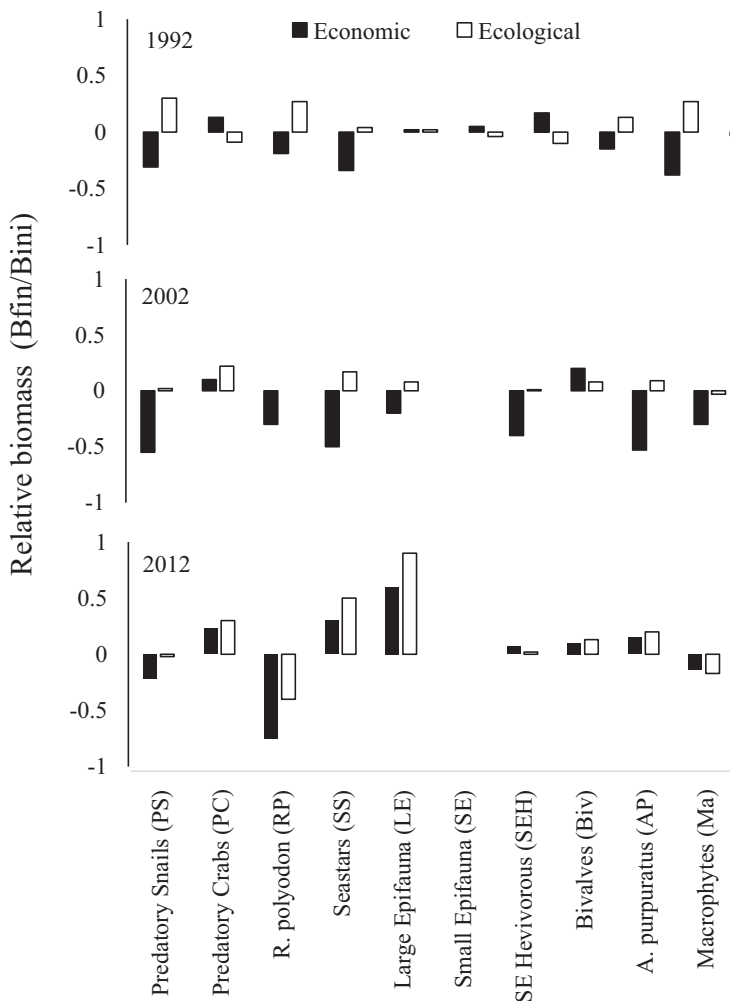 Relative biomass (Bfin/Bini)
Economic
Ecological
1992
1
0.5
0
-0.5
-1
2002
1
0.5
0
-0.5
-1
2012
1
0.5
0
-0.5
-1
Predatory Snails (PS)
Predatory Crabs (PC)
R. polyodon (RP)
Seastars (SS)
Large Epifauna (LE)
Small Epifauna (SE)
SE Hevivorous (SEH)
Bivalves (Biv)
A. purpuratus (AP)
Macrophytes (Ma)